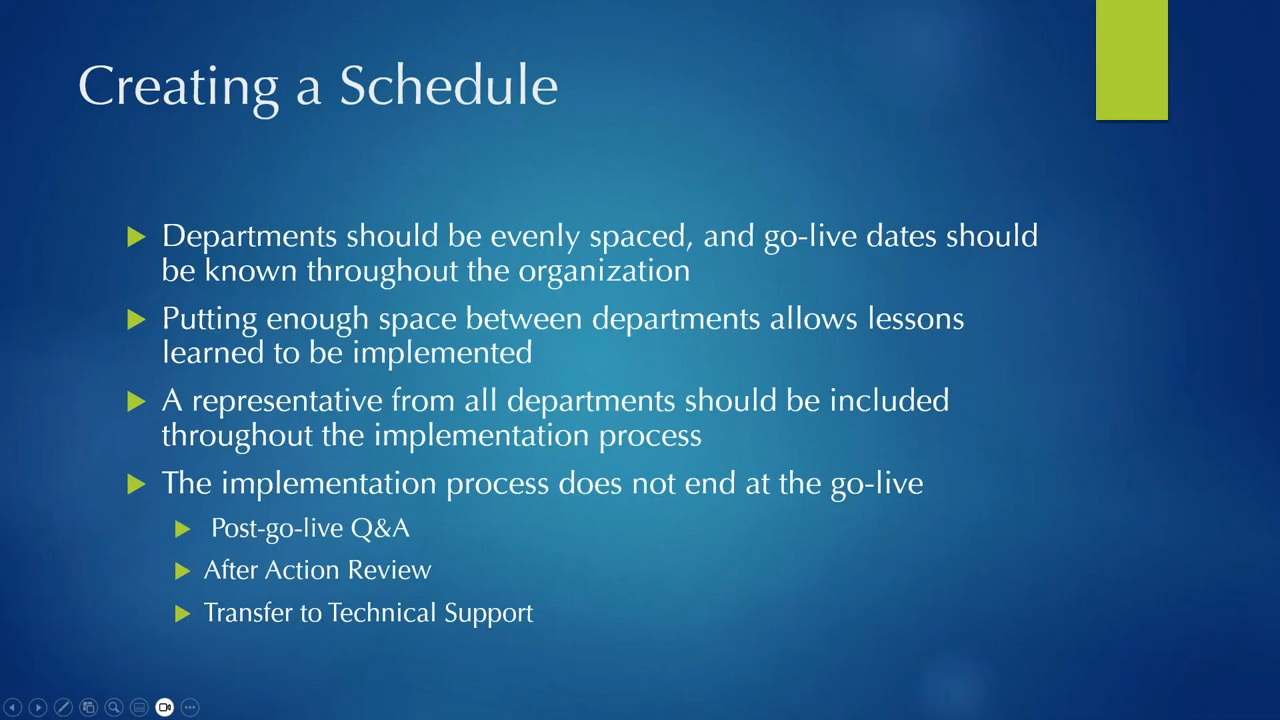 Creating a Schedule
Departments should be evenly spaced, and go-live dates should
be known throughout the organization
Putting enough space between departments allows lessons
learned to be implemented
A representative from all departments should be included
throughout the implementation process
The implementation process does not end at the go-live
Post-go-live Q&A
After Action Review
Transfer to Technical Support